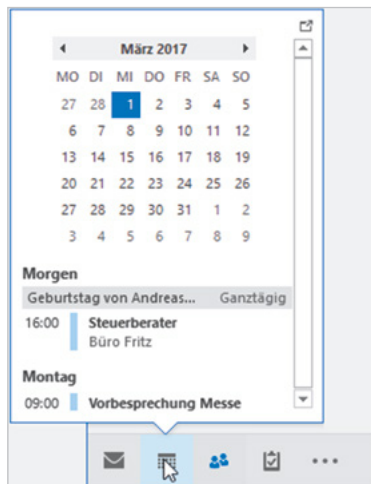 März 2017
MO DI MI DO FR SA SO
27 28 1 2 3 4 5
6 7 8 9 10 11 12
13 14 15 16 17 18 19
20 21 22 23 24 25 26
27 28 29 30 31 1 2
3 4 5 6 7 8 9
Morgen
Geburtstag von Andreas... Ganztägig
16:00 Steuerberater
Büro Fritz
Montag
09:00 Vorbesprechung Messe